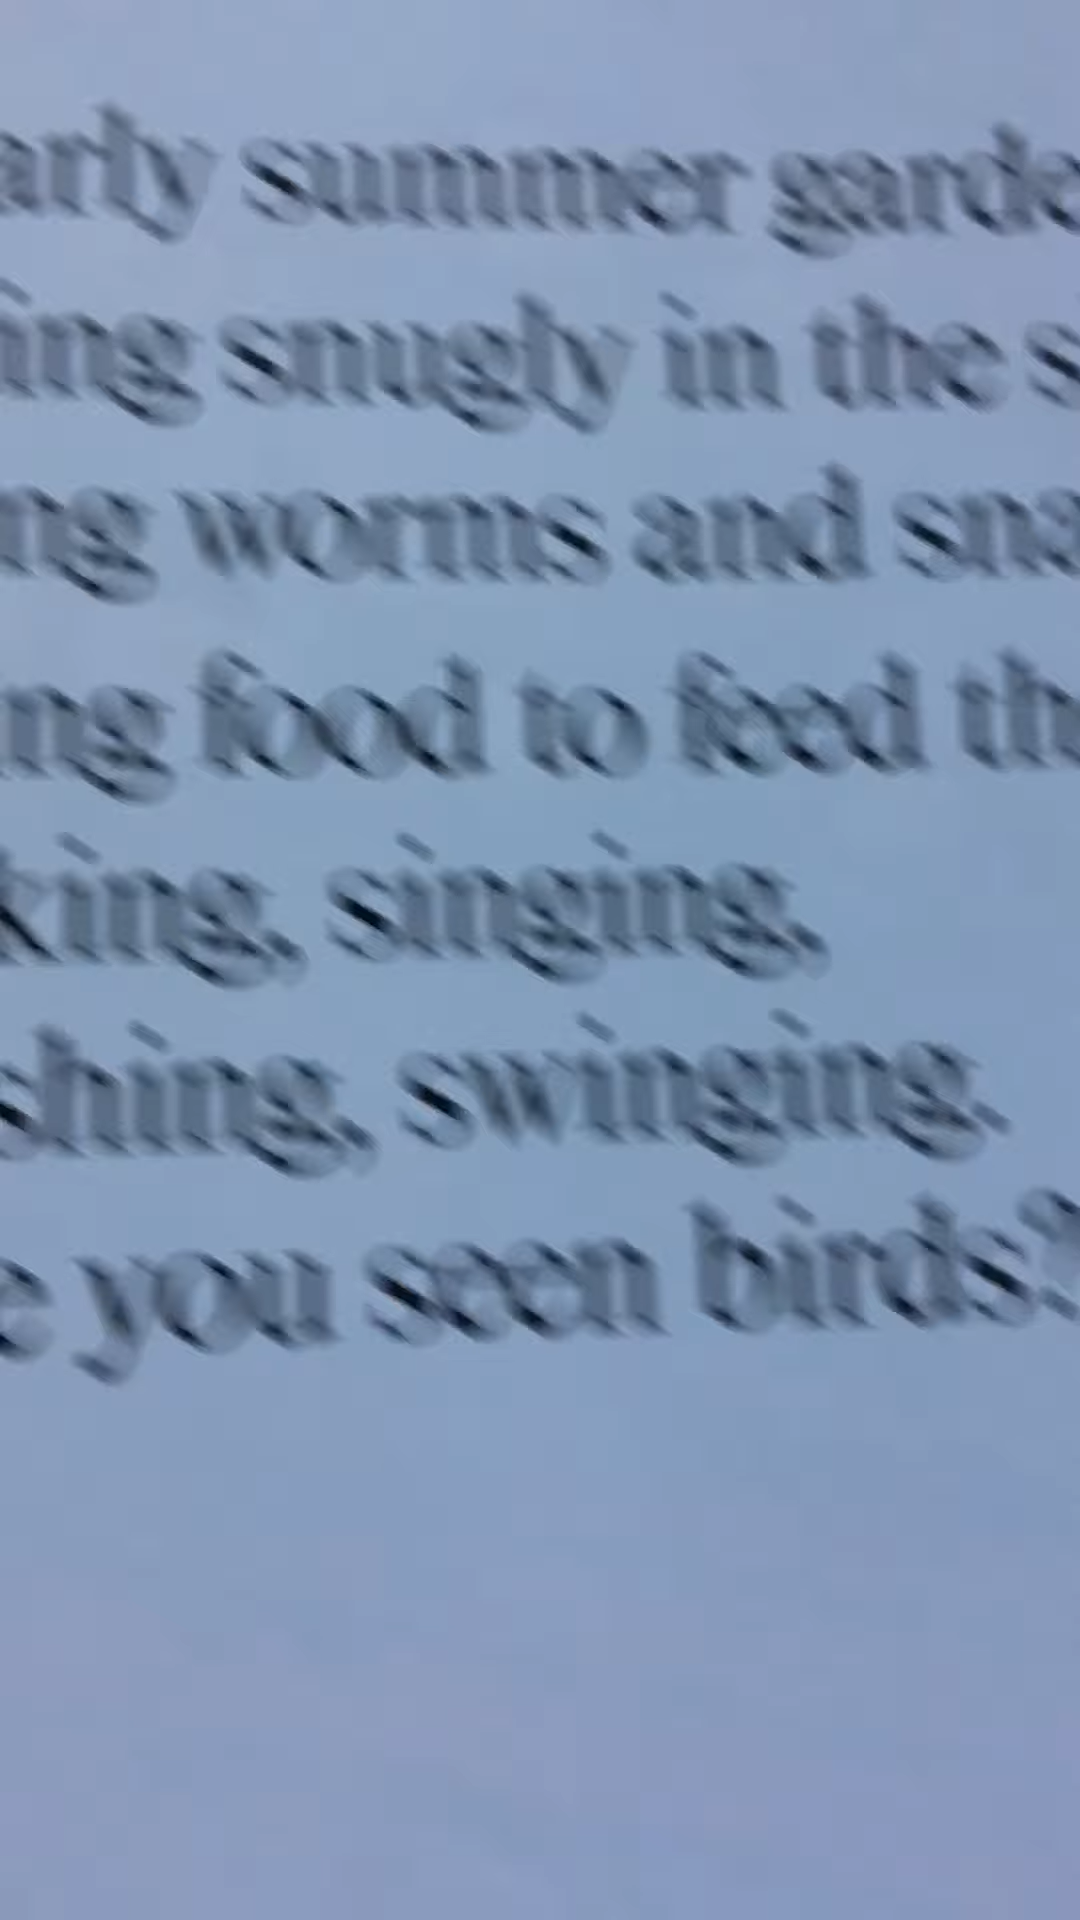 arly summer garde
ing snugly in the s
ng worms and sna
ng food to feed th
king, singing,
shing, swinging.
e you seen birds?